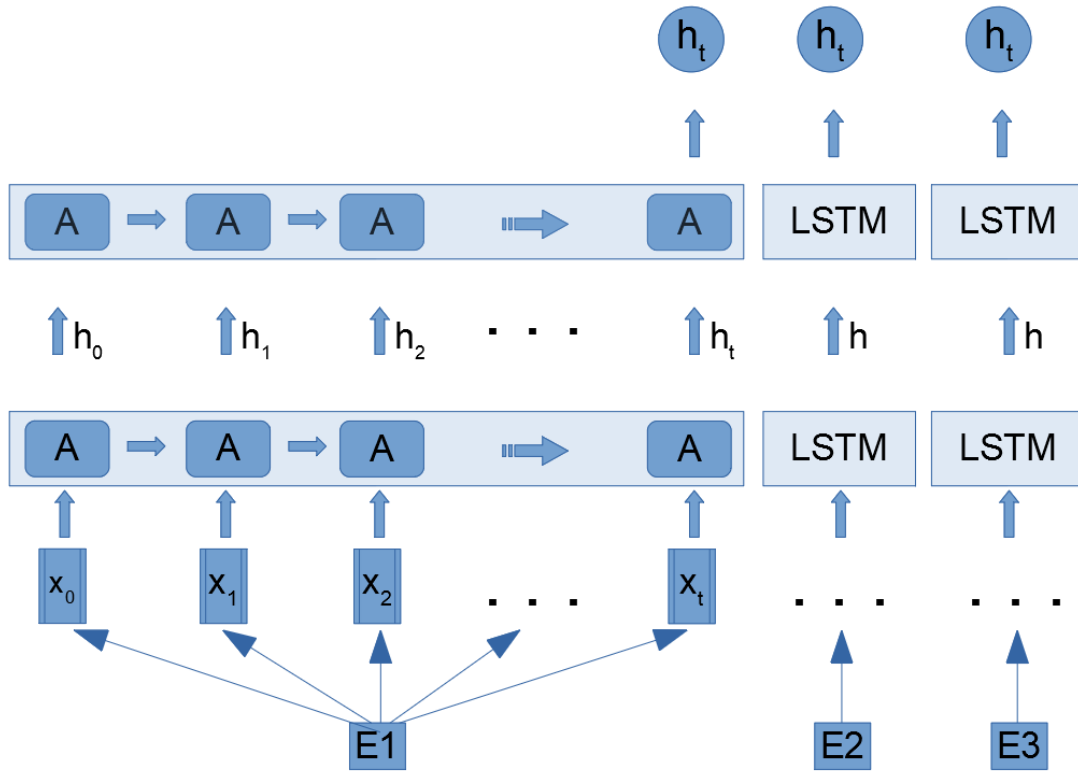 h_t h_t h_t
A A A A LSTM LSTM
h_0 h_1 h_2 . . . h_t h h
A A A A LSTM LSTM
x_0 x_1 x_2 . . . x_t . . . . . .
E1 E2 E3